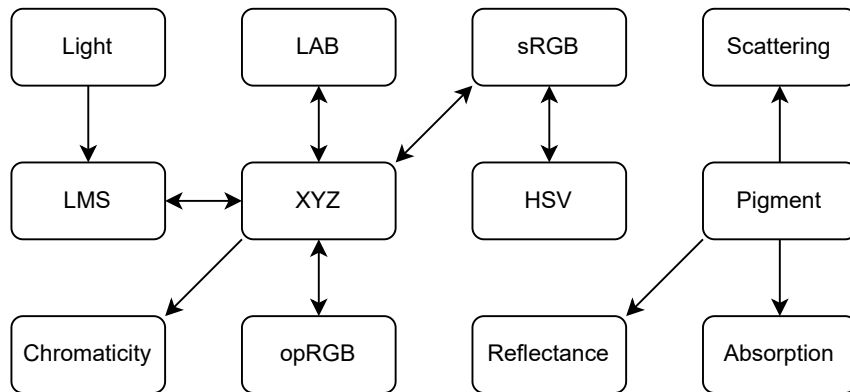 Light
LAB
sRGB
Scattering
LMS
XYZ
HSV
Pigment
Chromaticity
opRGB
Reflectance
Absorption